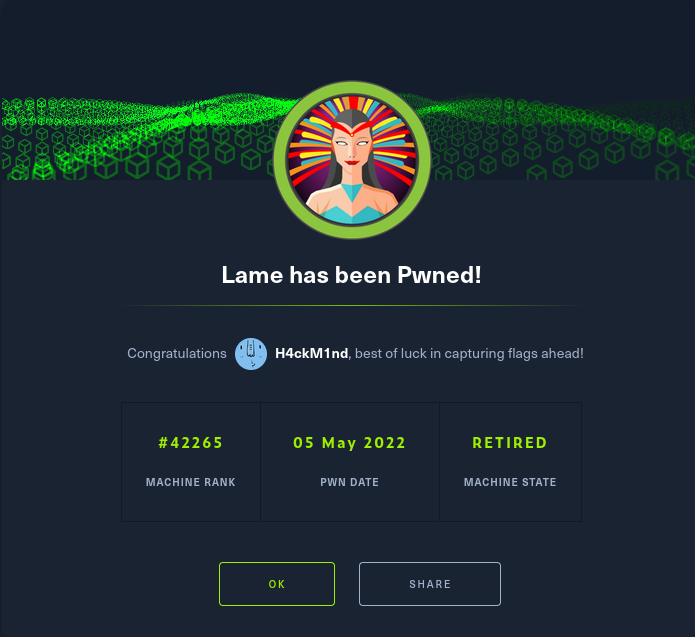 Lame has been Pwned!
Congratulations H4ckM1nd, best of luck in capturing flags ahead!
#42265 05 May 2022 RETIRED
MACHINE RANK PWN DATE MACHINE STATE
OK SHARE